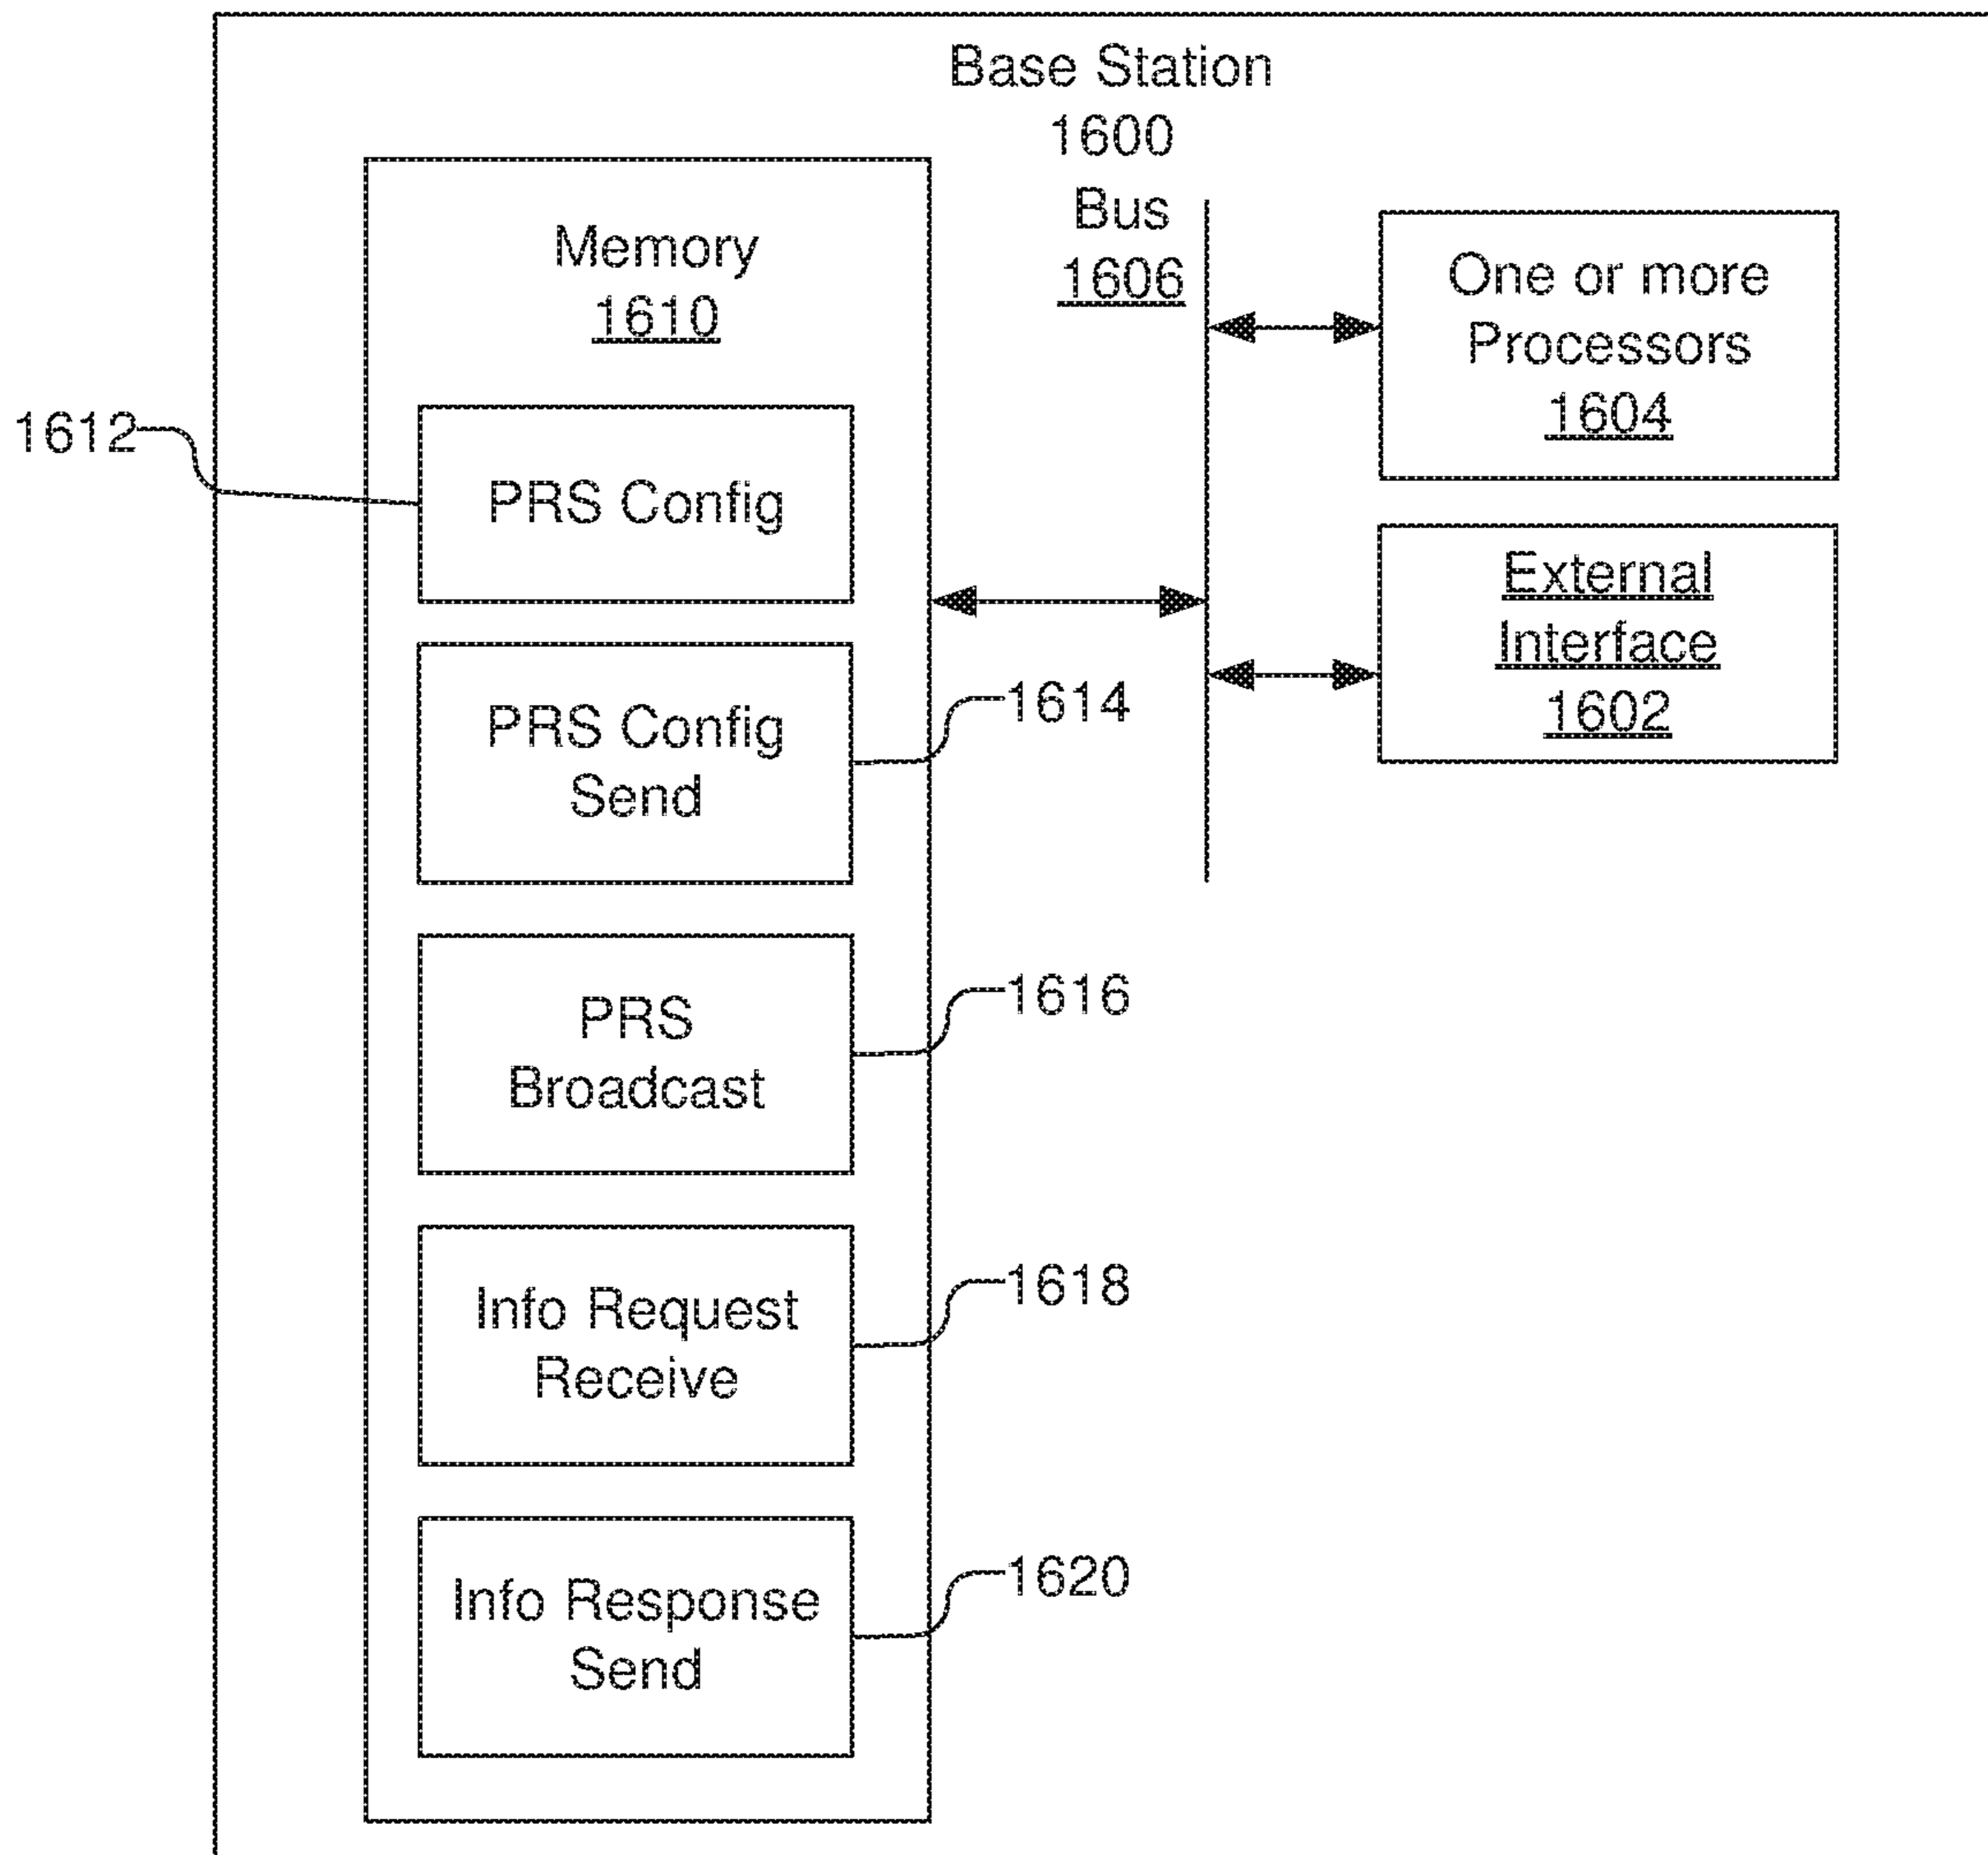 Base Station
1600
Bus
1606
Memory
1610
One or more
Processors
1604
1612
PRS Config
External
Interface
1602
PRS Config
Send
1614
PRS
Broadcast
1616
Info Request
Receive
1618
Info Response
Send
1620